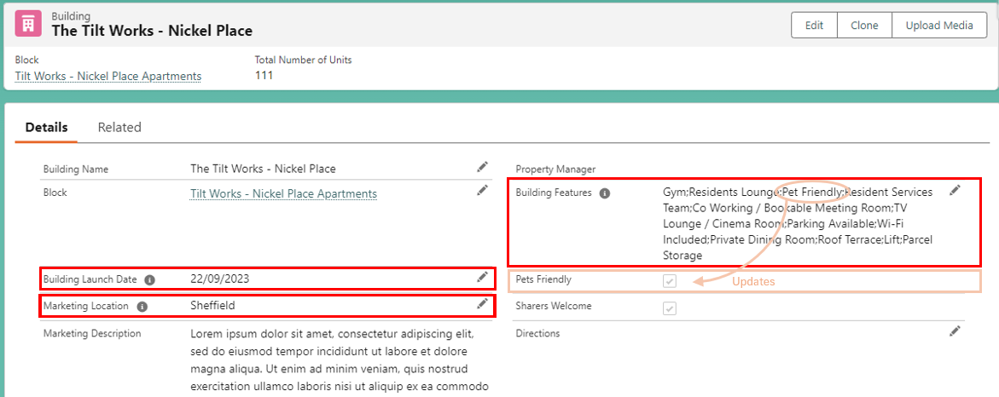 Building
The Tilt Works - Nickel Place
Edit
Clone
Upload Media
Block
Total Number of Units
Tilt Works - Nickel Place Apartments
111
Details
Related
Building Name
The Tilt Works - Nickel Place
Block
Tilt Works - Nickel Place Apartments
Building Launch Date
22/09/2023
Marketing Location
Sheffield
Marketing Description
Lorem ipsum dolor sit amet, consectetur adipiscing elit,
sed do eiusmod tempor incididunt ut labore et dolore
magna aliqua. Ut enim ad minim veniam, quis nostrud
exercitation ullamco laboris nisi ut aliquip ex ea commodo
Property Manager
Building Features
Gym;Residents Lounge;Pet Friendly;Resident Services
Team;Co Working / Bookable Meeting Room;TV
Lounge / Cinema Room;Parking Available;Wi-Fi
Included;Private Dining Room;Roof Terrace;Lift;Parcel
Storage
Pets Friendly
Updates
Sharers Welcome
Directions